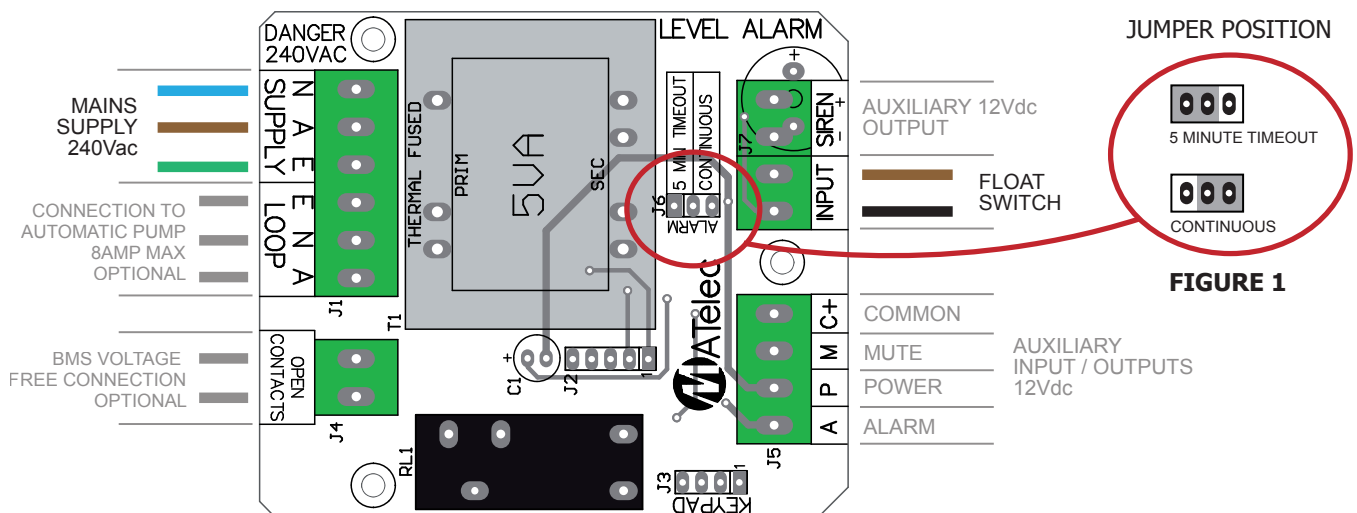 DANGER
240VAC
LEVEL ALARM
JUMPER POSITION
MAINS
SUPPLY
240Vac
CONNECTION TO
AUTOMATIC PUMP
8AMP MAX
OPTIONAL
BMS VOLTAGE
FREE CONNECTION
OPTIONAL
SUPPLY
N
A
E
LOOP
E
N
A
J1
T1
OPEN
CONTACTS
J4
THERMAL FUSED
PRIM
5VA
SEC
+
C1
J2
1
RL1
5 MIN TIMEOUT
CONTINUOUS
J6
ALARM
ALARM
MATelec
J3
1
KEYPAD
+
J7
SIREN
+
-
INPUT
C+
M
P
A
J5
AUXILIARY 12Vdc
OUTPUT
FLOAT
SWITCH
COMMON
MUTE
POWER
ALARM
AUXILIARY
INPUT / OUTPUTS
12Vdc
5 MINUTE TIMEOUT
CONTINUOUS
FIGURE 1